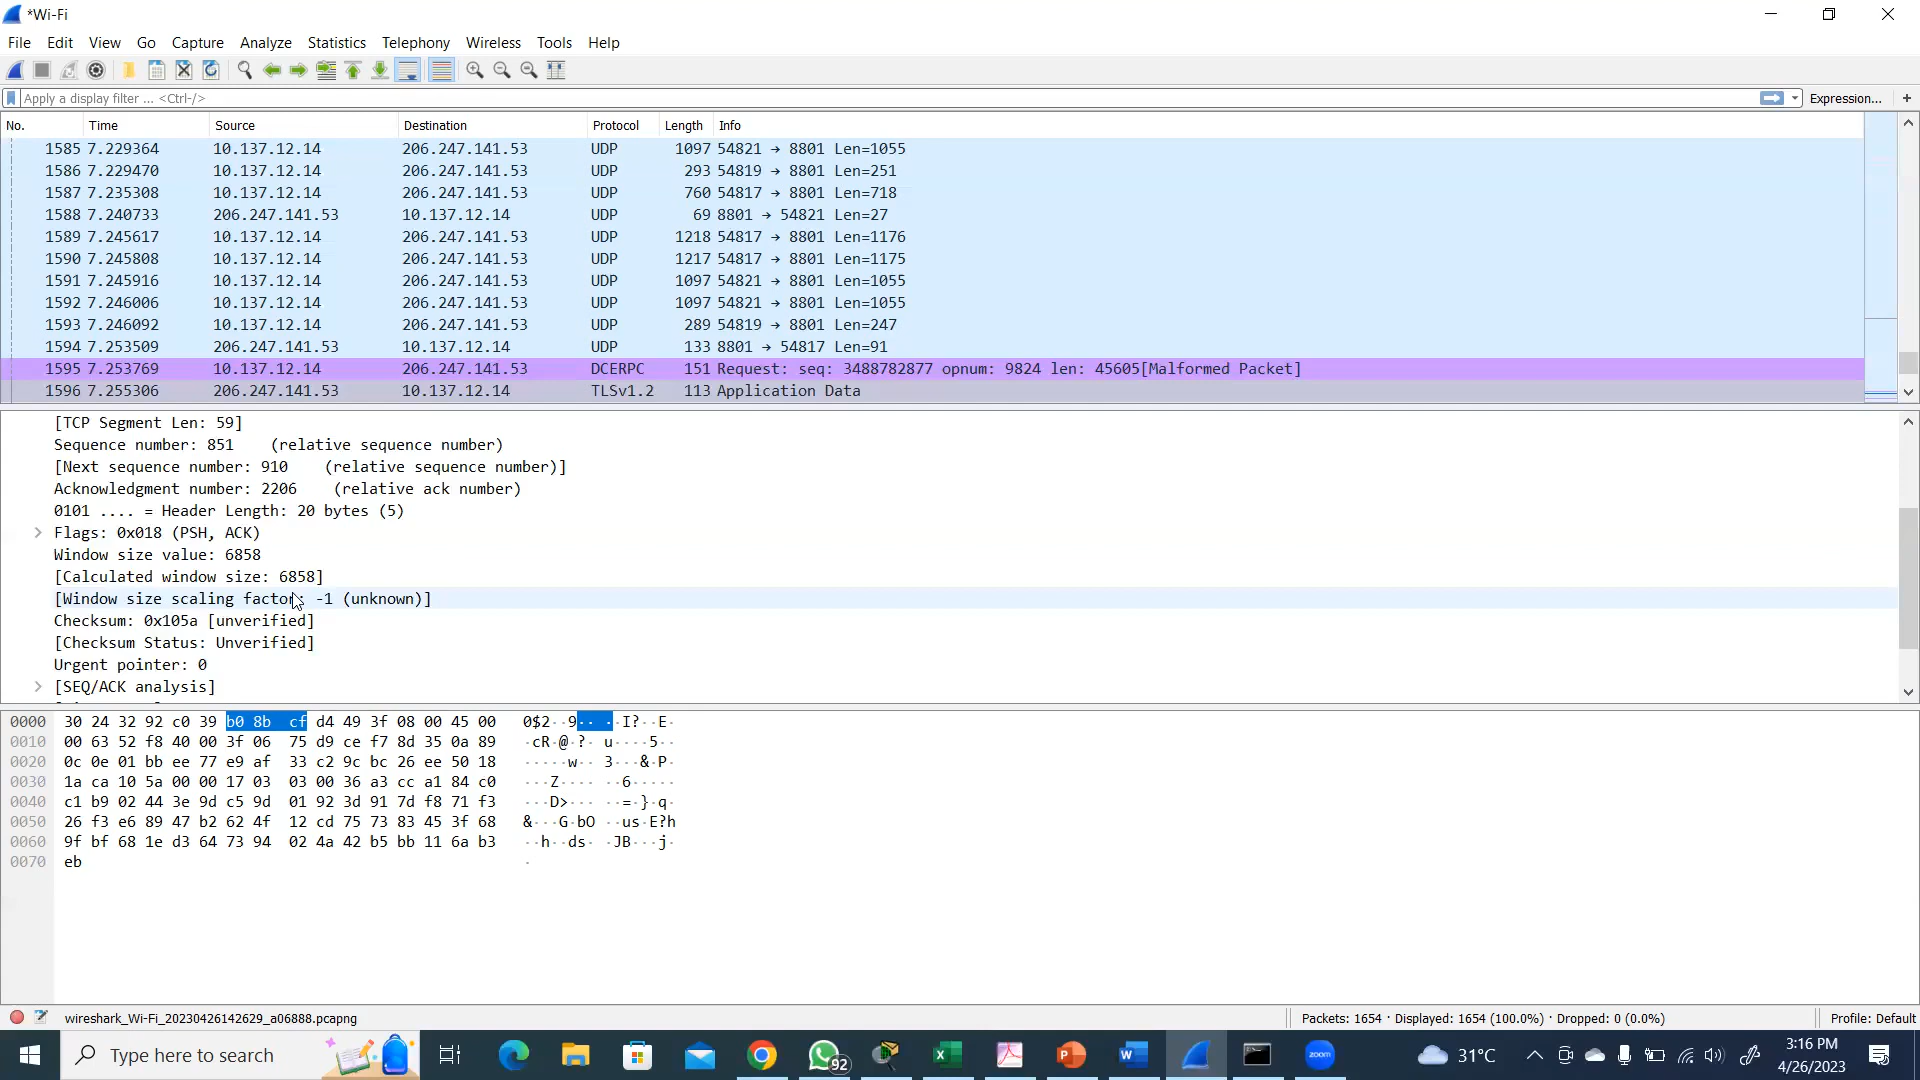 *Wi-Fi
File Edit View Go Capture Analyze Statistics Telephony Wireless Tools Help
Apply a display filter ... <Ctrl-/> Expression... +
No. Time Source Destination Protocol Length Info
1585 7.229364 10.137.12.14 206.247.141.53 UDP 1097 54821 → 8801 Len=1055
1586 7.229470 10.137.12.14 206.247.141.53 UDP 293 54819 → 8801 Len=251
1587 7.235308 10.137.12.14 206.247.141.53 UDP 760 54817 → 8801 Len=718
1588 7.240733 206.247.141.53 10.137.12.14 UDP 69 8801 → 54821 Len=27
1589 7.245617 10.137.12.14 206.247.141.53 UDP 1218 54817 → 8801 Len=1176
1590 7.245808 10.137.12.14 206.247.141.53 UDP 1217 54817 → 8801 Len=1175
1591 7.245916 10.137.12.14 206.247.141.53 UDP 1097 54821 → 8801 Len=1055
1592 7.246006 10.137.12.14 206.247.141.53 UDP 1097 54821 → 8801 Len=1055
1593 7.246092 10.137.12.14 206.247.141.53 UDP 289 54819 → 8801 Len=247
1594 7.253509 206.247.141.53 10.137.12.14 UDP 133 8801 → 54817 Len=91
1595 7.253769 10.137.12.14 206.247.141.53 DCERPC 151 Request: seq: 3488782877 opnum: 9824 len: 45605[Malformed Packet]
1596 7.255306 206.247.141.53 10.137.12.14 TLSv1.2 113 Application Data
[TCP Segment Len: 59]
Sequence number: 851 (relative sequence number)
[Next sequence number: 910 (relative sequence number)]
Acknowledgment number: 2206 (relative ack number)
0101 .... = Header Length: 20 bytes (5)
Flags: 0x018 (PSH, ACK)
Window size value: 6858
[Calculated window size: 6858]
[Window size scaling factor: -1 (unknown)]
Checksum: 0x105a [unverified]
[Checksum Status: Unverified]
Urgent pointer: 0
[SEQ/ACK analysis]
0000 30 24 32 92 c0 39 b0 8b cf d4 49 3f 08 00 45 00 0$2··9·· ·I?··E·
0010 00 63 52 f8 40 00 3f 06 75 d9 ce f7 8d 35 0a 89 ·cR·@·?· u····5··
0020 0c 0e 01 bb ee 77 e9 af 33 c2 9c bc 26 ee 50 18 ·····w·· 3···&·P·
0030 1a ca 10 5a 00 00 17 03 03 00 36 a3 cc a1 84 c0 ···Z···· ··6·····
0040 c1 b9 02 44 3e 9d c5 9d 01 92 3d 91 7d f8 71 f3 ···D>··· ··=·}·q·
0050 26 f3 e6 89 47 b2 62 4f 12 cd 75 73 83 45 3f 68 &···G·bO ··us·E?h
0060 9f bf 68 1e d3 64 73 94 02 4a 42 b5 bb 11 6a b3 ··h··ds· ·JB···j·
0070 eb ·
wireshark_Wi-Fi_20230426142629_a06888.pcapng Packets: 1654 · Displayed: 1654 (100.0%) · Dropped: 0 (0.0%) Profile: Default
Type here to search 92 zoom 31°C 3:16 PM
4/26/2023